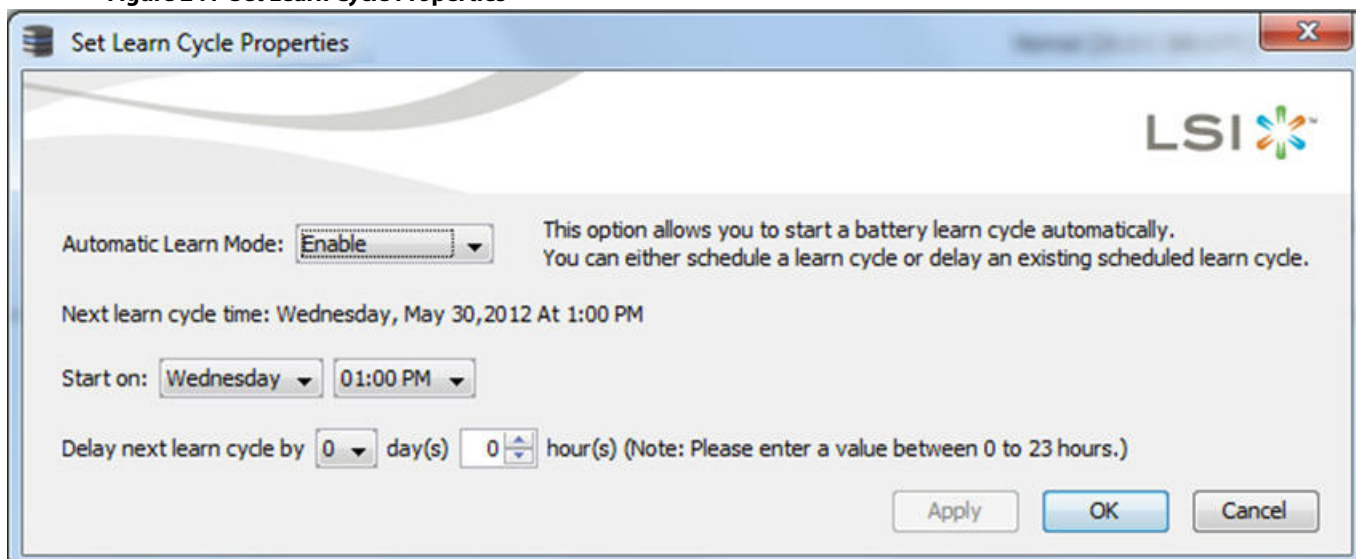 Set Learn Cycle Properties
LSI
Automatic Learn Mode: Enable
This option allows you to start a battery learn cycle automatically.
You can either schedule a learn cycle or delay an existing scheduled learn cycle.
Next learn cycle time: Wednesday, May 30,2012 At 1:00 PM
Start on: Wednesday 01:00 PM
Delay next learn cycle by 0 day(s) 0 hour(s) (Note: Please enter a value between 0 to 23 hours.)
Apply OK Cancel